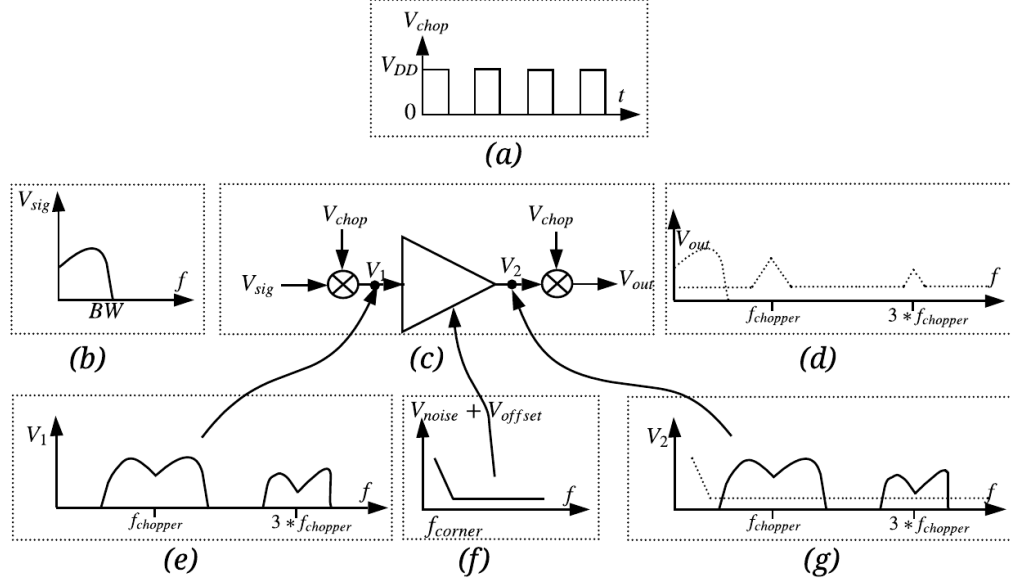 V_chop
V_DD
0
t
(a)
V_sig
f
BW
(b)
V_chop
V_chop
V_sig
V_1
V_2
V_out
(c)
V_out
f
f_chopper
3 * f_chopper
(d)
V_1
f
f_chopper
3 * f_chopper
(e)
V_noise + V_offset
f
f_corner
(f)
V_2
f
f_chopper
3 * f_chopper
(g)